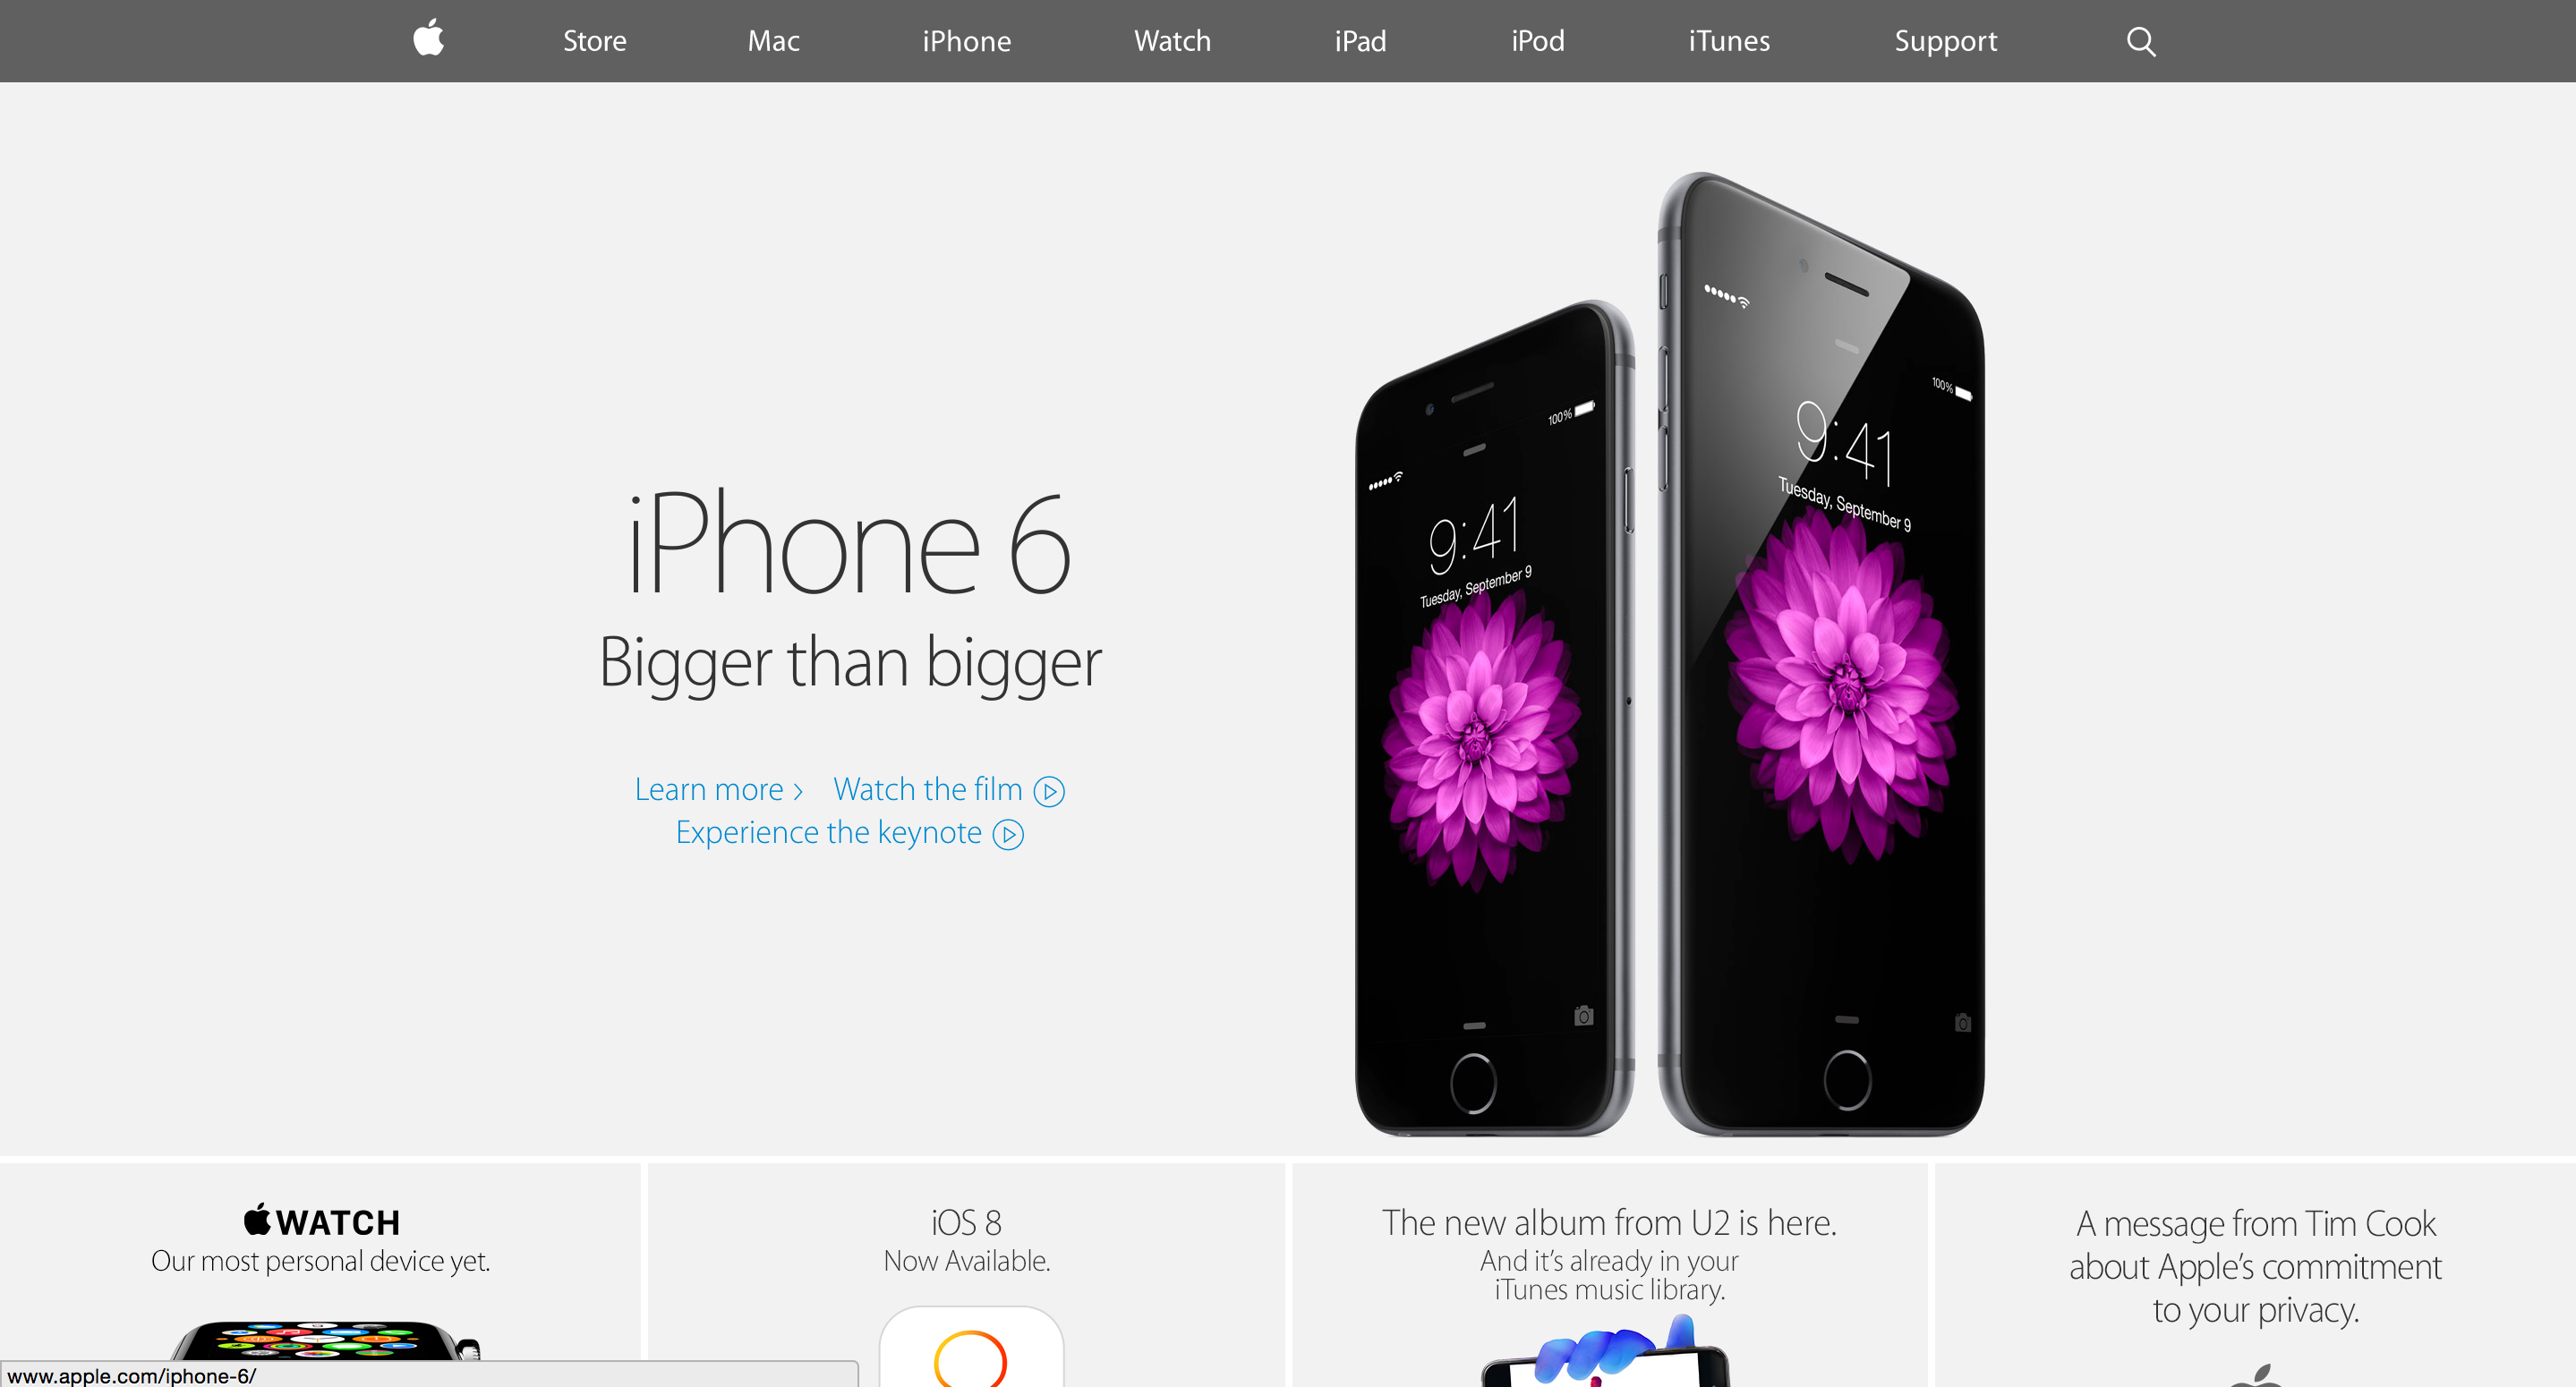 Store Mac iPhone Watch iPad iPod iTunes Support
iPhone 6
Bigger than bigger
Learn more › Watch the film
Experience the keynote
100%
9:41
Tuesday, September 9
100%
9:41
Tuesday, September 9
WATCH
Our most personal device yet.
iOS 8
Now Available.
The new album from U2 is here.
And it’s already in your
iTunes music library.
A message from Tim Cook
about Apple’s commitment
to your privacy.
www.apple.com/iphone-6/